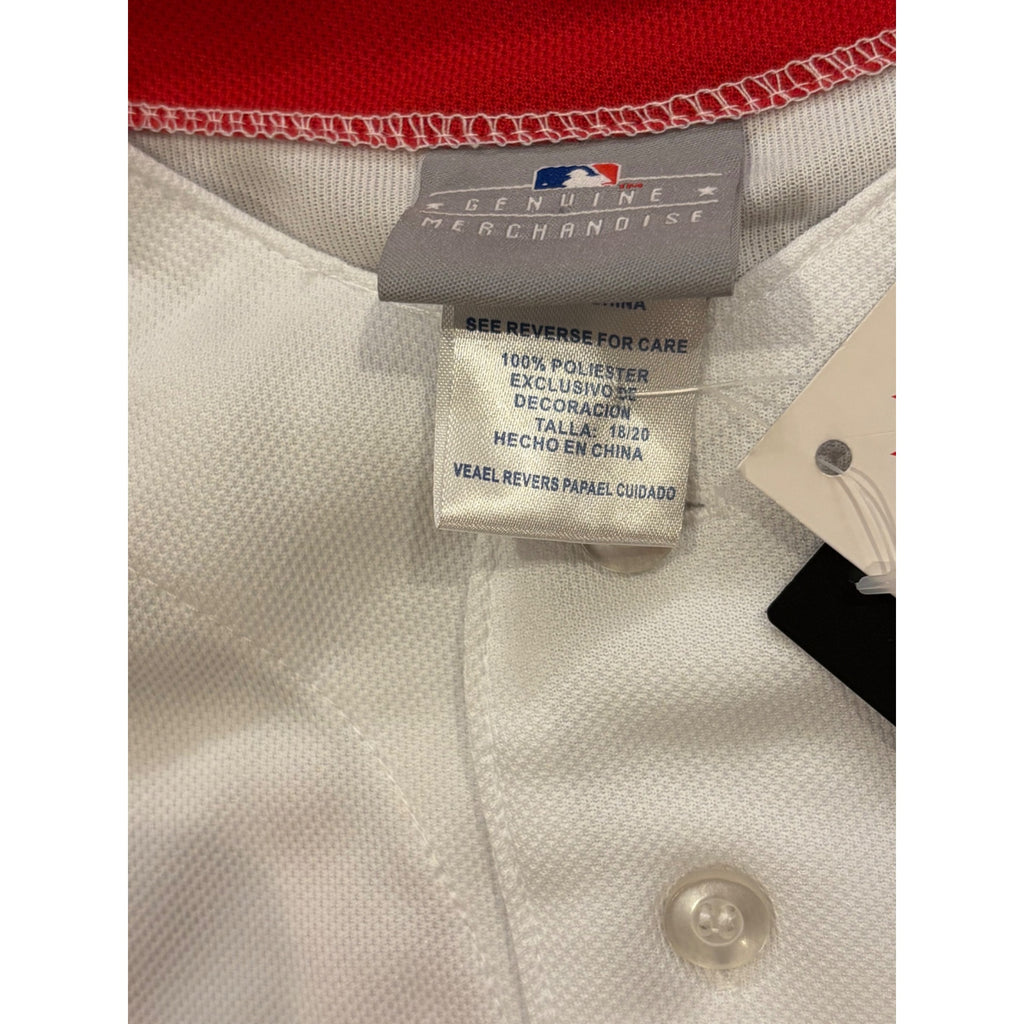 GENUINE
MERCHANDISE
CHINA
SEE REVERSE FOR CARE
100% POLIESTER
EXCLUSIVO DE
DECORACION
TALLA: 18/20
HECHO EN CHINA
VEAEL REVERS PAPAEL CUIDADO